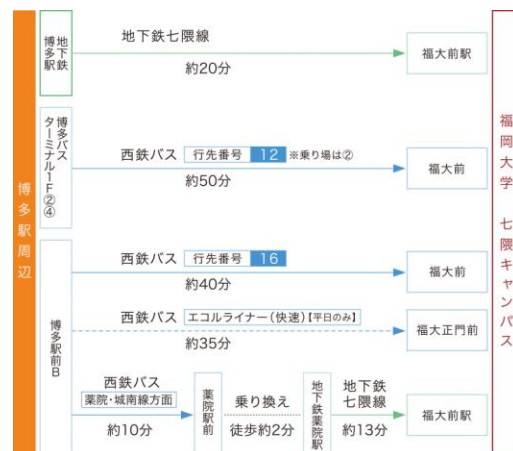 博多駅周辺
地下鉄
博多駅
地下鉄七隈線
約20分
福大前駅
博多バス
ターミナル1F②④
西鉄バス 行先番号 12 ※乗り場は②
約50分
福大前
博多駅前B
西鉄バス 行先番号 16
約40分
福大前
西鉄バス エコルライナー(快速)【平日のみ】
約35分
福大正門前
西鉄バス
薬院・城南線方面
約10分
薬院駅前
乗り換え
徒歩約2分
地下鉄薬院駅
地下鉄
七隈線
約13分
福大前駅
福岡大学 七隈キャンパス